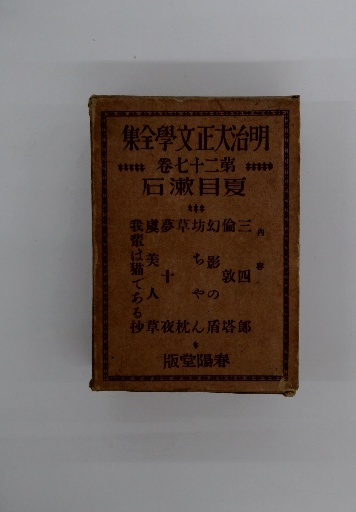 明治大正文學全集
第二十七卷
夏目漱石
内容
三四郎
倫敦塔
幻影の盾
坊ちやん
草枕
夢十夜
虞美人草
我輩は猫である抄
春陽堂版